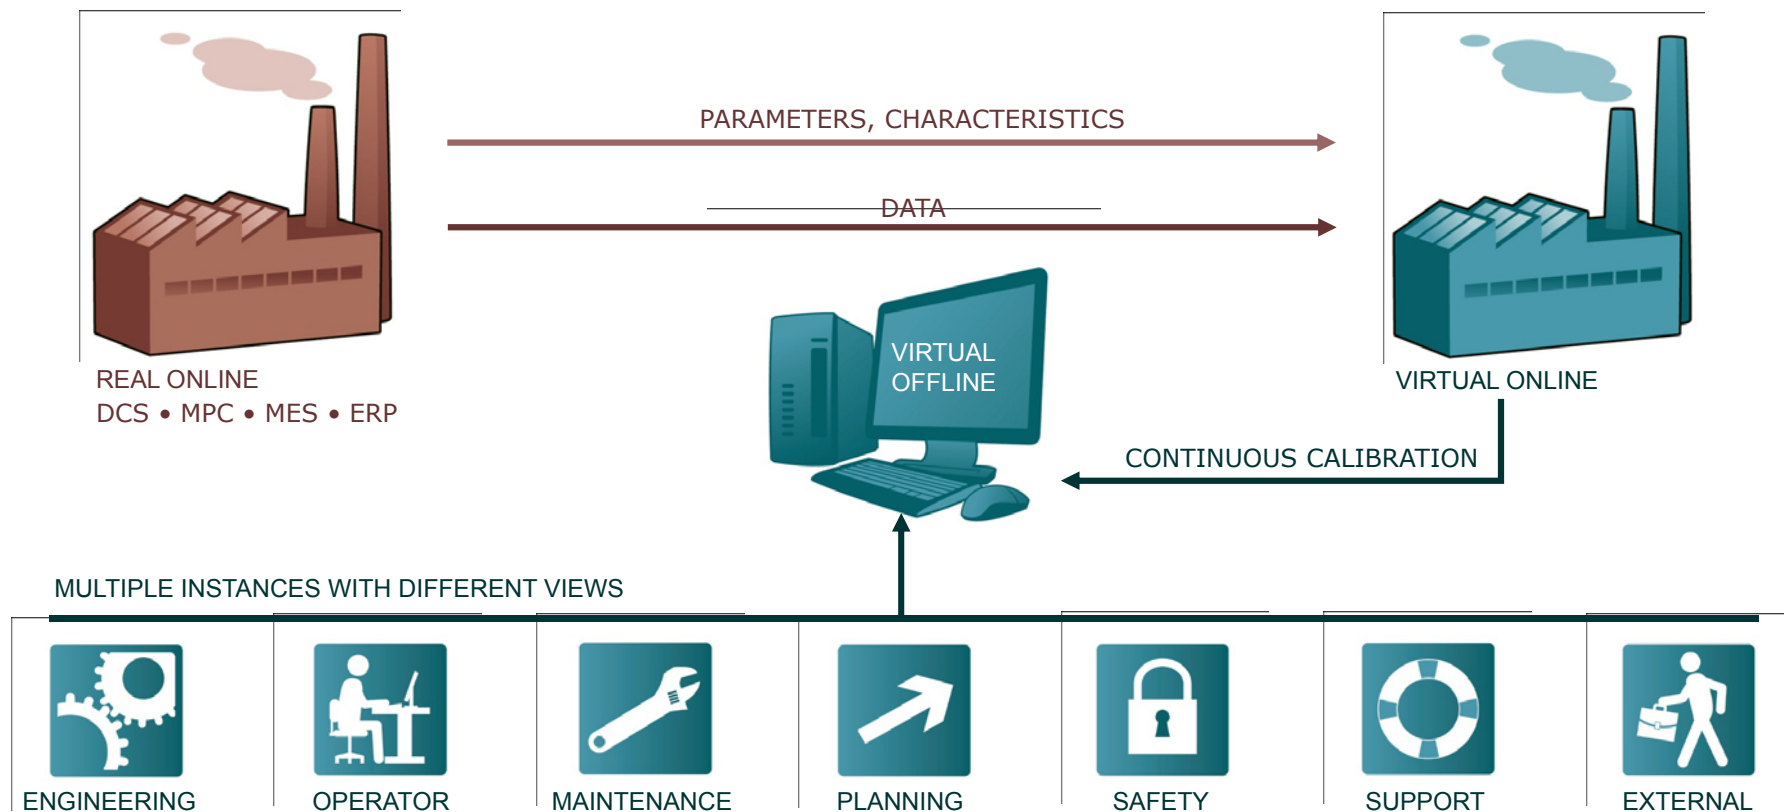 PARAMETERS, CHARACTERISTICS
DATA
REAL ONLINE
DCS • MPC • MES • ERP
VIRTUAL
OFFLINE
VIRTUAL ONLINE
CONTINUOUS CALIBRATION
MULTIPLE INSTANCES WITH DIFFERENT VIEWS
ENGINEERING
OPERATOR
MAINTENANCE
PLANNING
SAFETY
SUPPORT
EXTERNAL